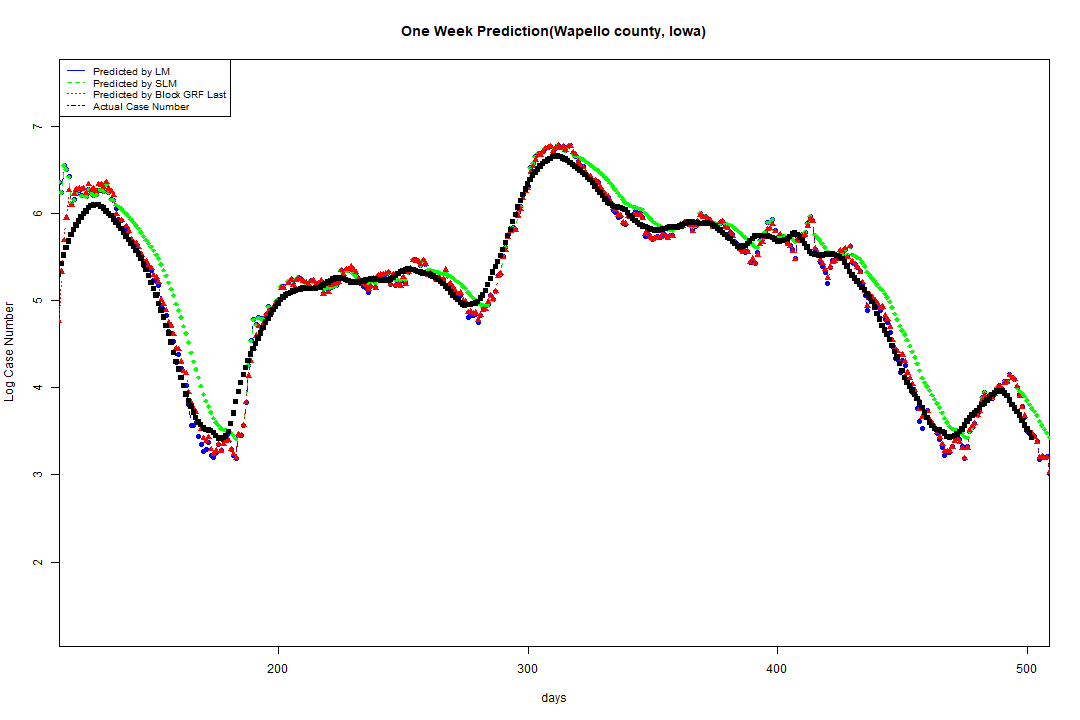 One Week Prediction(Wapello county, Iowa)
Predicted by LM
Predicted by SLM
Predicted by Block GRF Last
Actual Case Number
7
6
5
4
3
2
Log Case Number
200 300 400 500
days